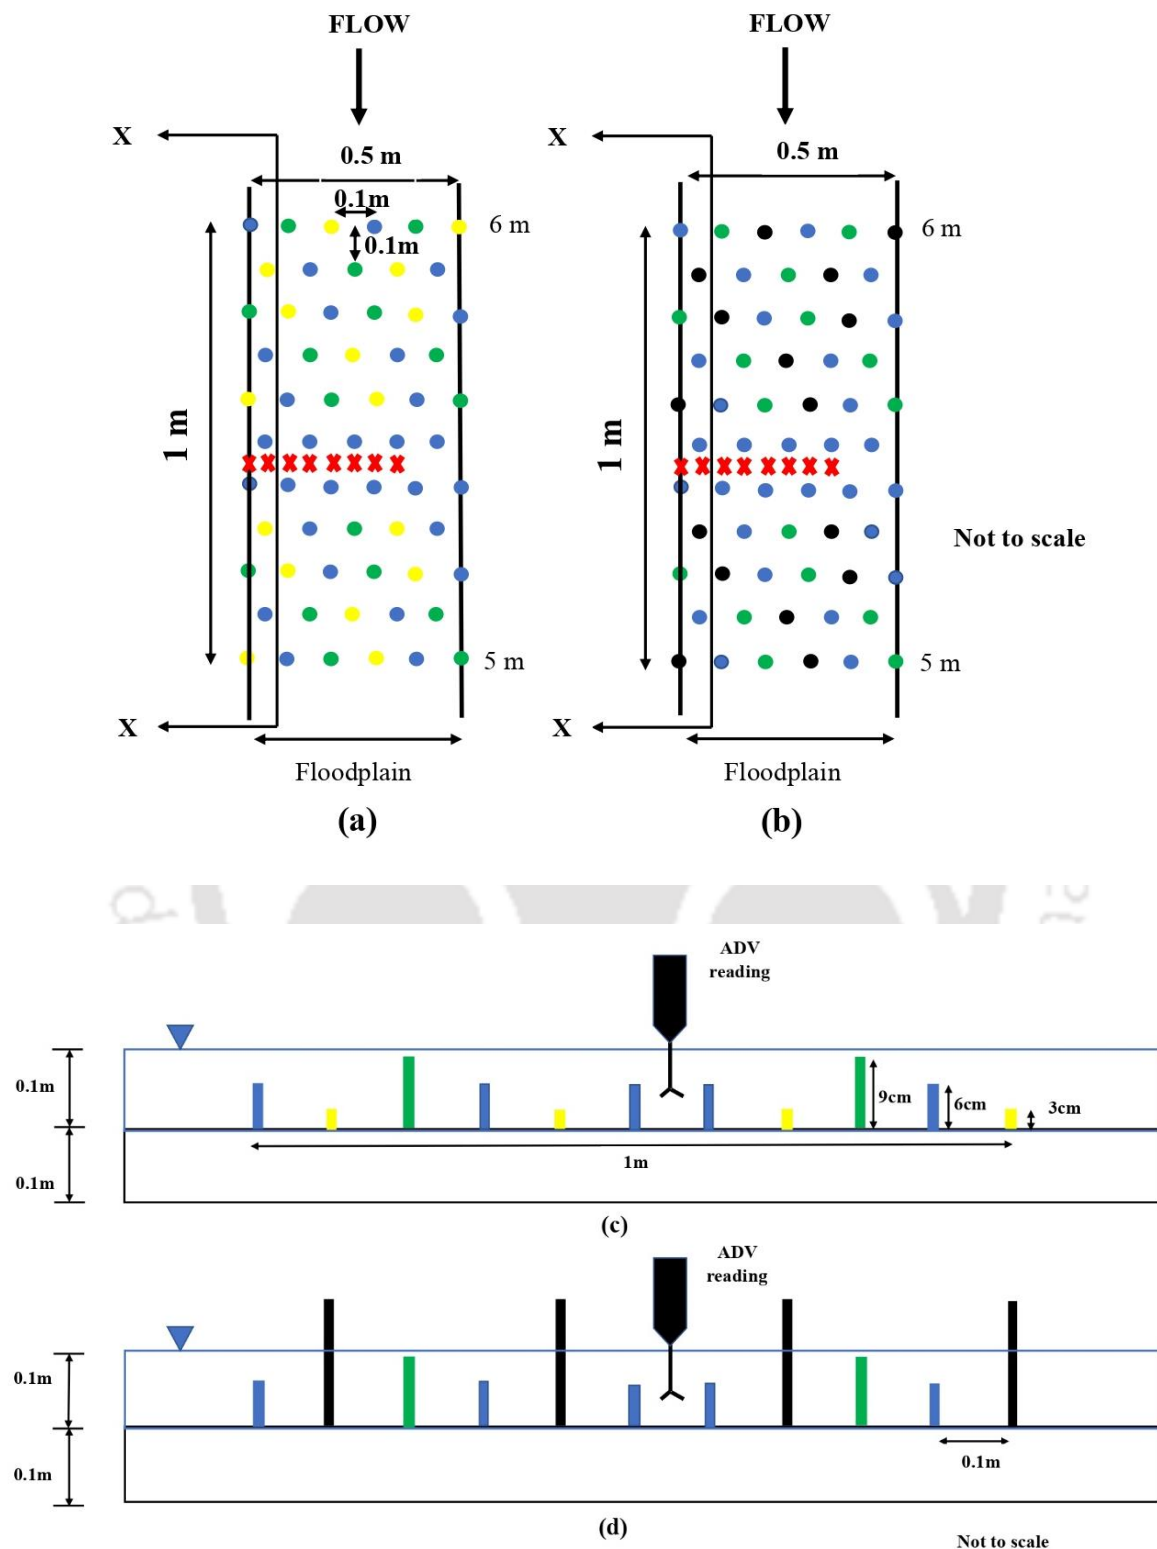 FLOW
FLOW
X
X
0.5 m
0.5 m
0.1m
6 m
6 m
0.1m
1 m
1 m
Not to scale
5 m
5 m
X
X
Floodplain
Floodplain
(a)
(b)
ADV
reading
0.1m
9cm
6cm
3cm
1m
0.1m
(c)
ADV
reading
0.1m
0.1m
0.1m
(d)
Not to scale